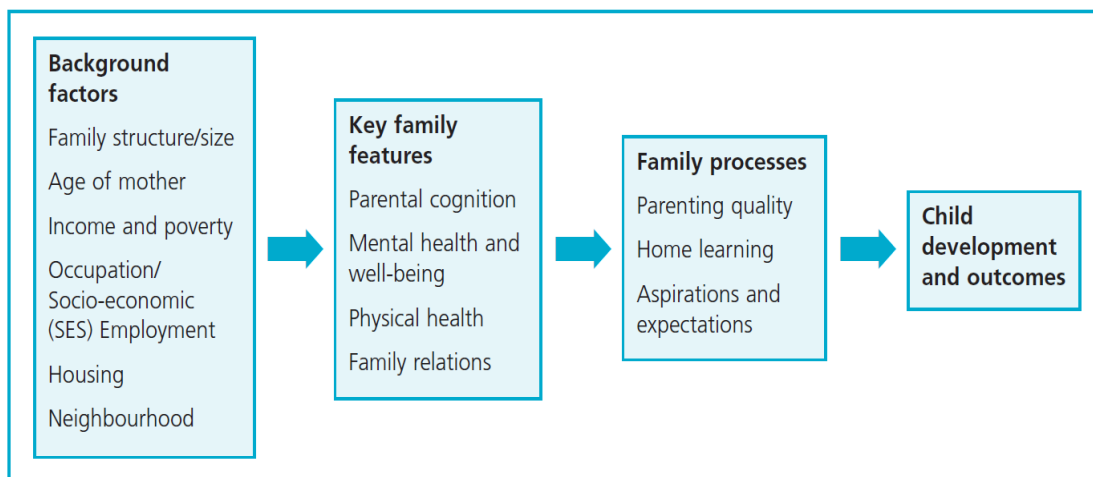 Background
factors
Family structure/size
Age of mother
Income and poverty
Occupation/
Socio-economic
(SES) Employment
Housing
Neighbourhood
Key family
features
Parental cognition
Mental health and
well-being
Physical health
Family relations
Family processes
Parenting quality
Home learning
Aspirations and
expectations
Child
development
and outcomes